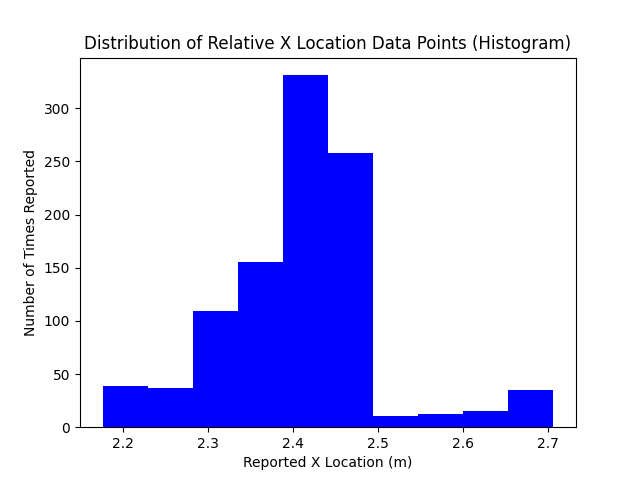 Distribution of Relative X Location Data Points (Histogram)
300
250
200
150
100
50
0
Number of Times Reported
2.2 2.3 2.4 2.5 2.6 2.7
Reported X Location (m)